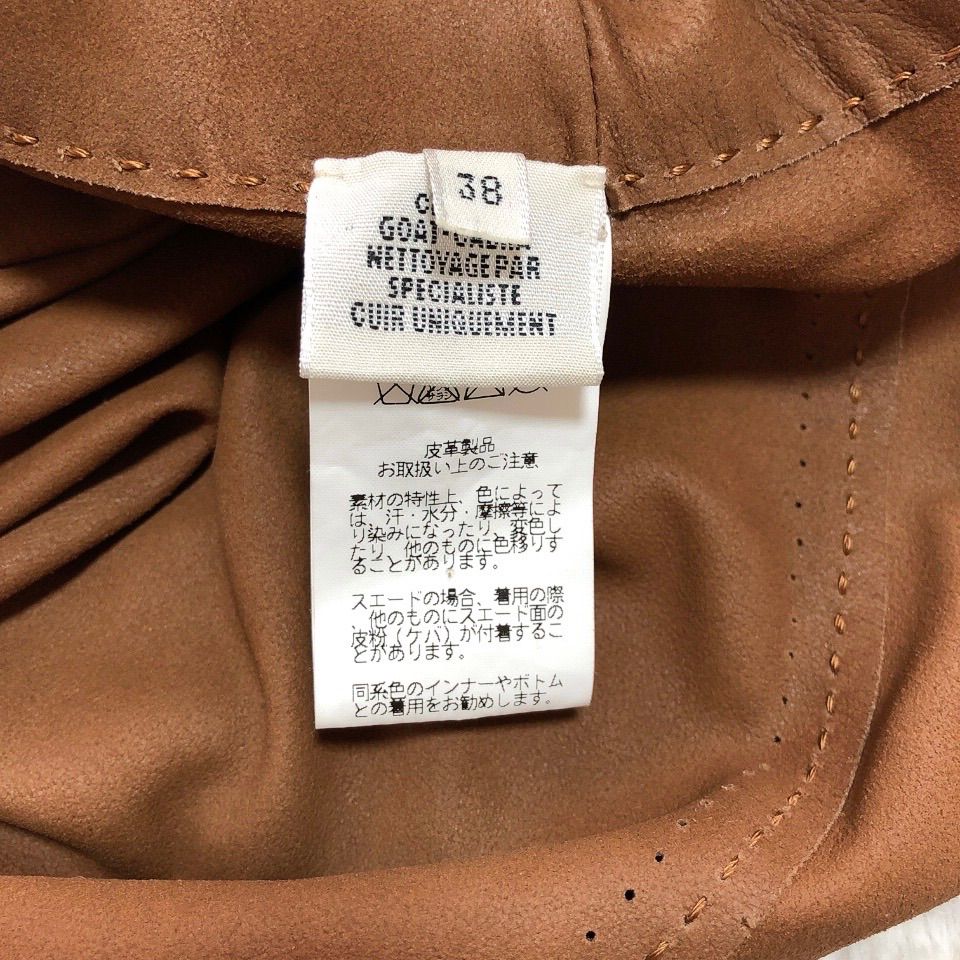 38
GOAT
NETTOYAGE PAR
SPECIALISTE
CUIR UNIQUEMENT
皮革製品
お取扱い上のご注意
素材の特性上、色によって
は、汗・水分・摩擦等によ
り染みになったり、変色し
たり、他のものに色移りす
ることがあります。
スエードの場合、着用の際
、他のものにスエード面の
皮粉（ケバ）が付着するこ
とがあります。
同系色のインナーやボトム
との着用をお勧めします。